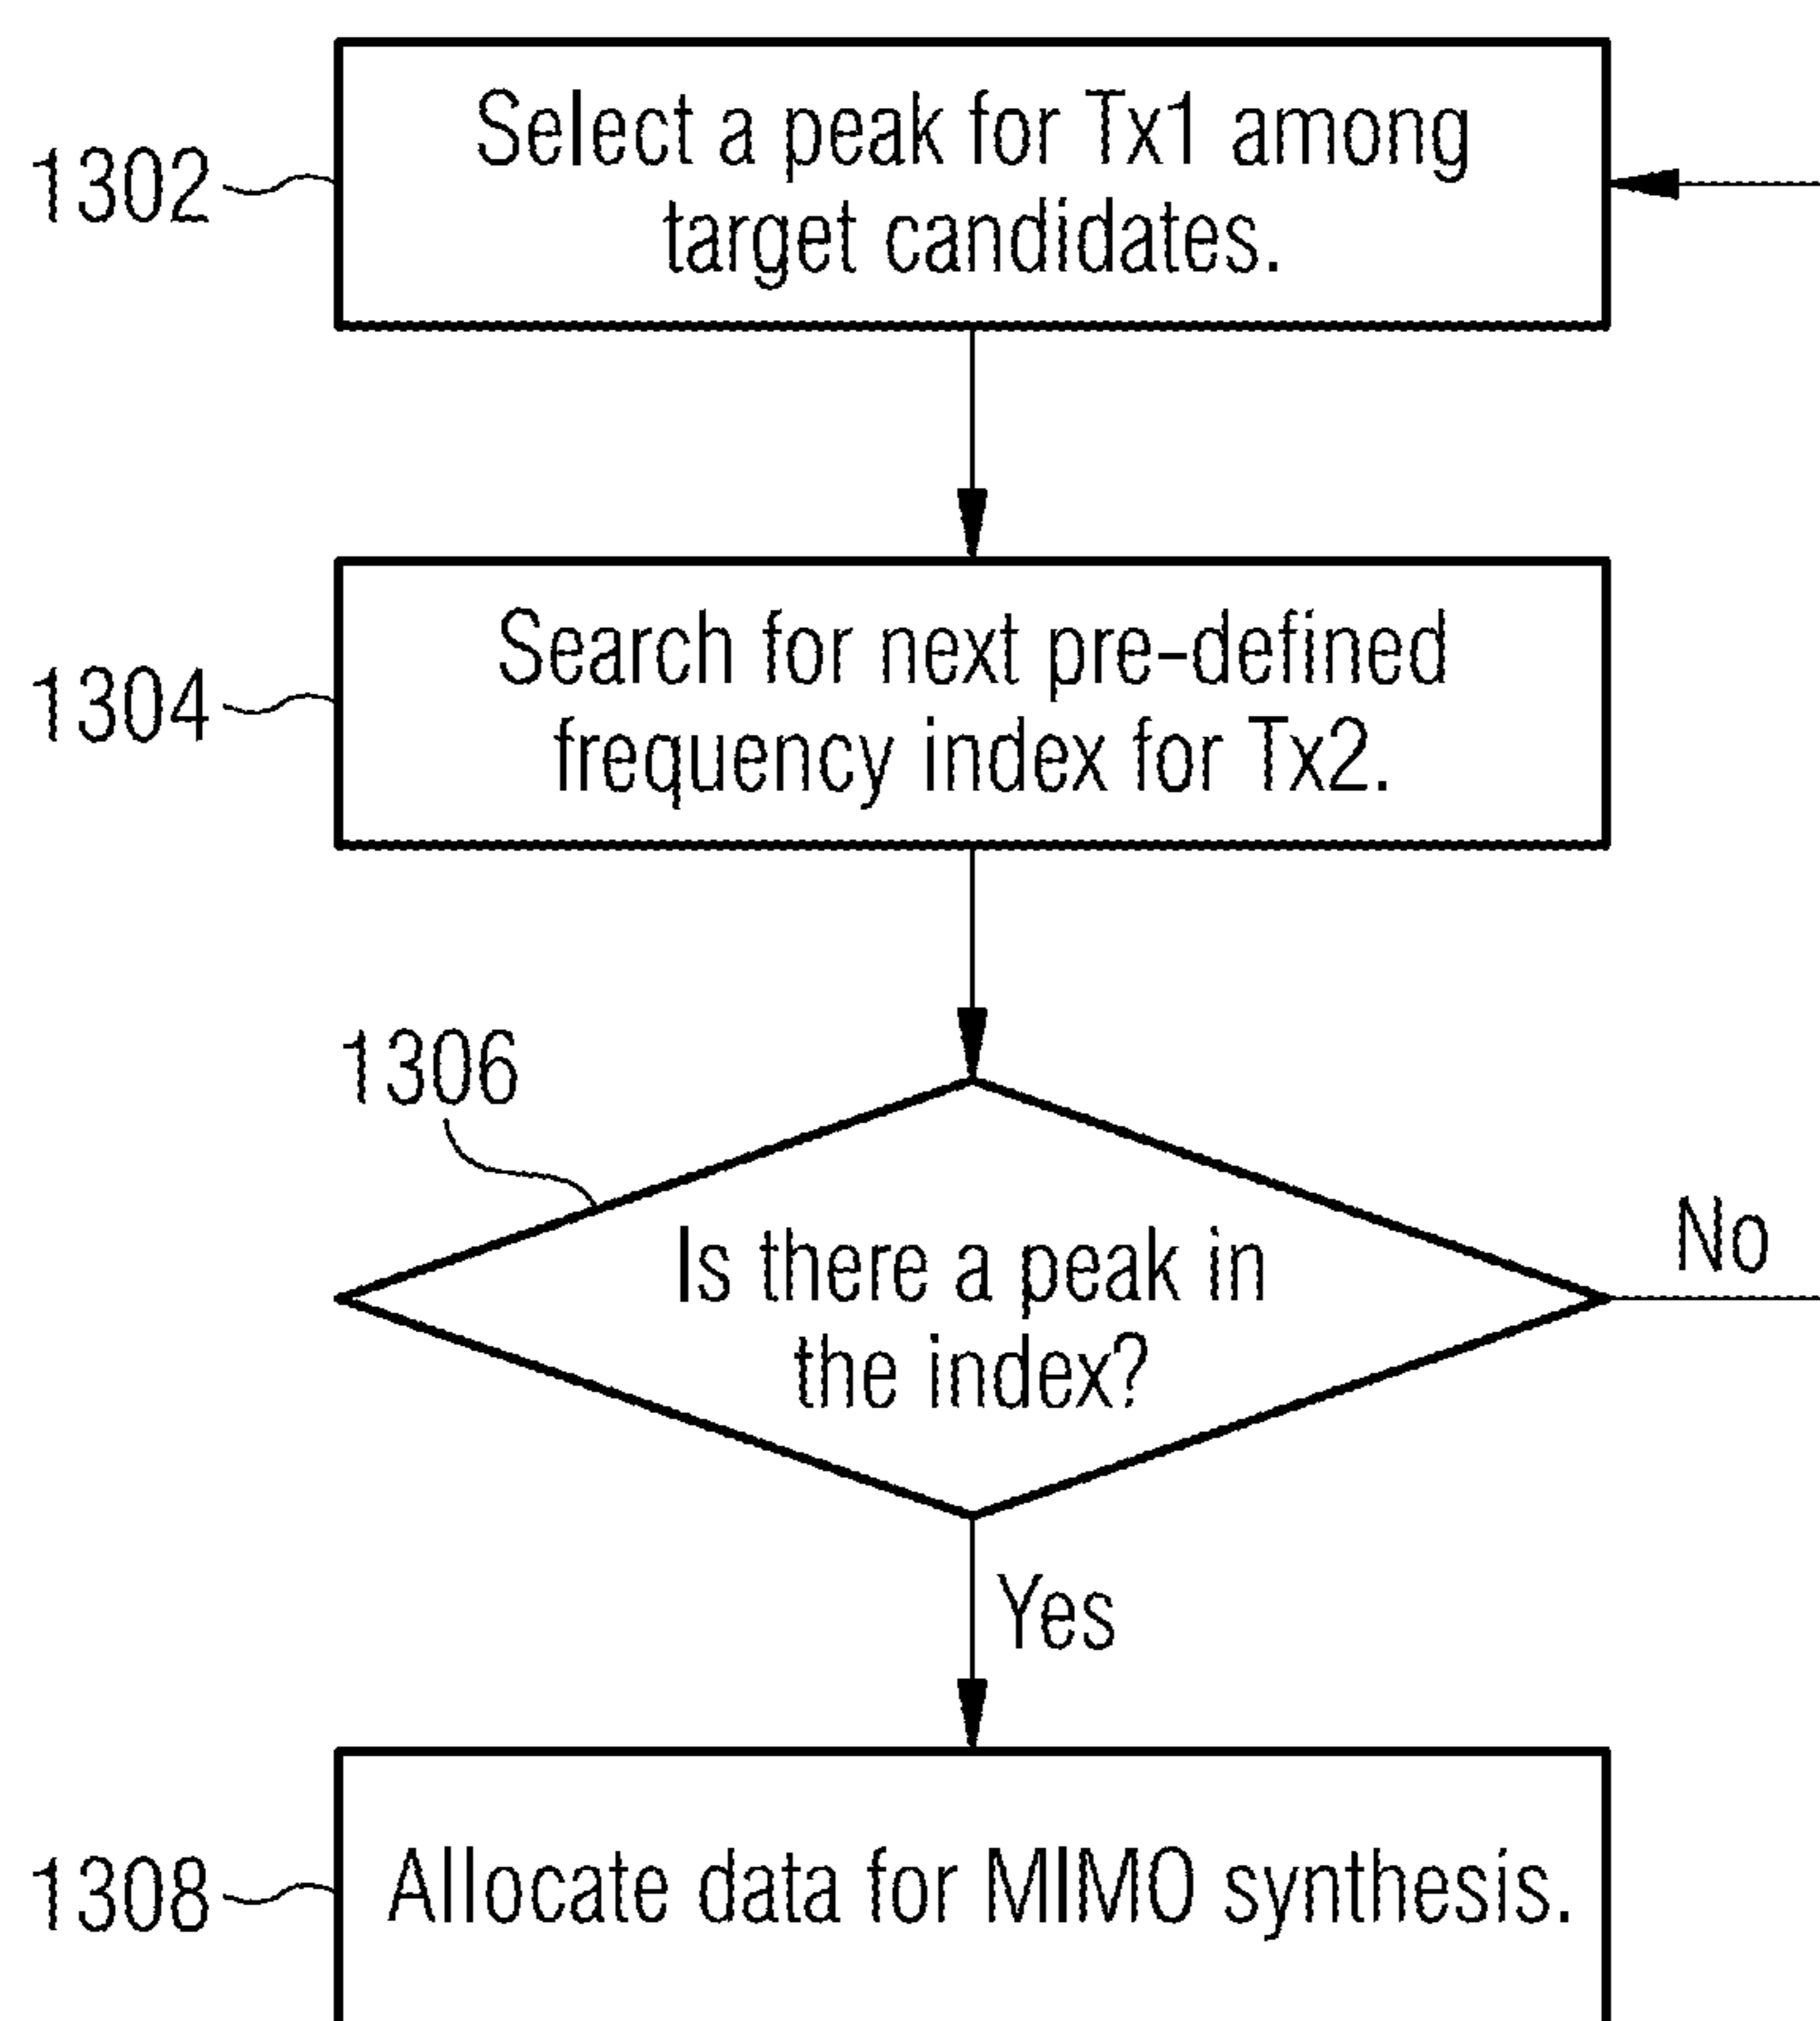 1302
Select a peak for Tx1 among
target candidates.
1304
Search for next pre-defined
frequency index for Tx2.
1306
Is there a peak in
the index?
No
Yes
1308
Allocate data for MIMO synthesis.